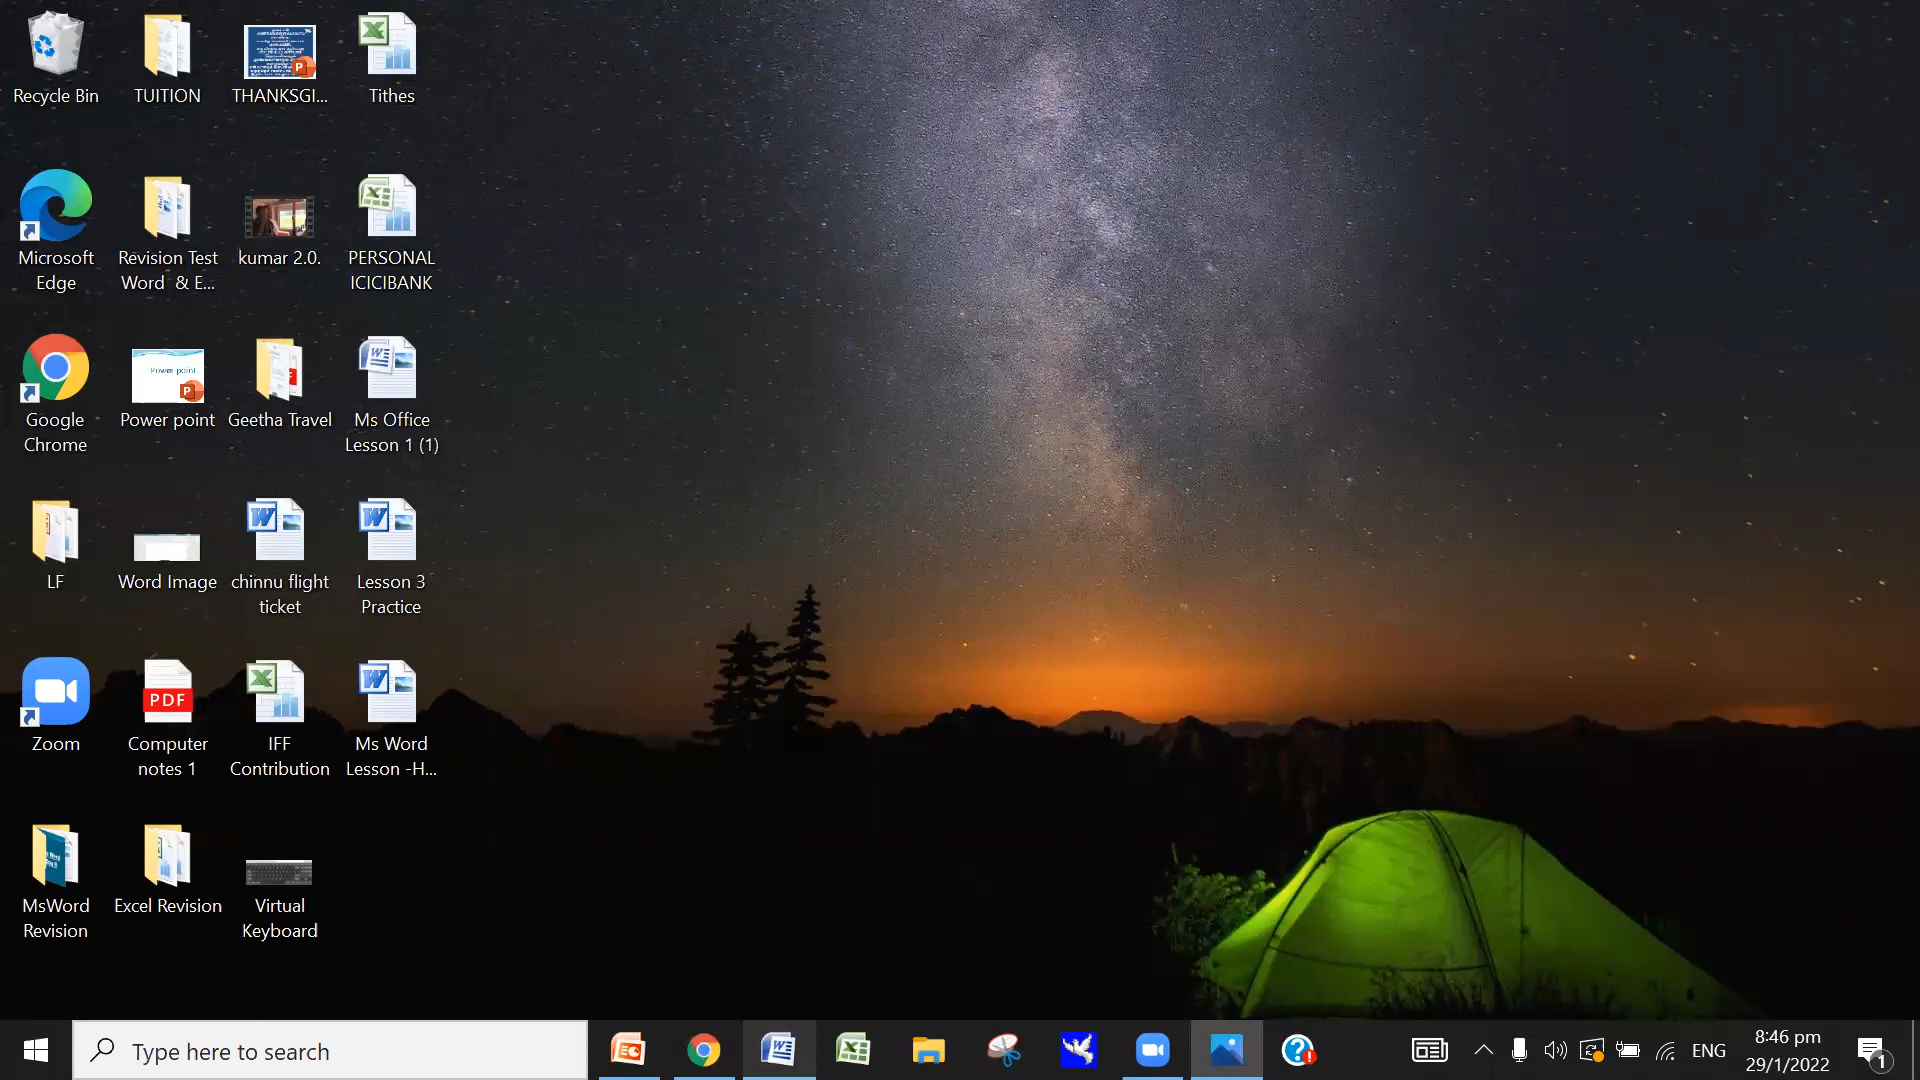 Recycle Bin
TUITION
THANKSGI...
Tithes
Microsoft
Edge
Revision Test
Word & E...
kumar 2.0.
PERSONAL
ICICIBANK
Google
Chrome
Power point
Power point
Geetha Travel
Ms Office
Lesson 1 (1)
LF
Word Image
chinnu flight
ticket
Lesson 3
Practice
Zoom
PDF
Computer
notes 1
IFF
Contribution
Ms Word
Lesson -H...
MsWord
Revision
Excel Revision
Virtual
Keyboard
Type here to search
ENG
8:46 pm
29/1/2022
1